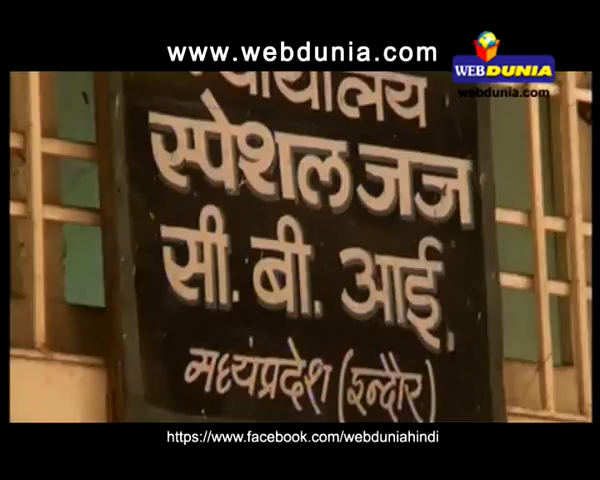 www.webdunia.com
WEBDUNIA
webdunia.com
न्यायालय
स्पेशल जज
सी. बी. आई.
मध्यप्रदेश (इन्दौर)
https://www.facebook.com/webduniahindi